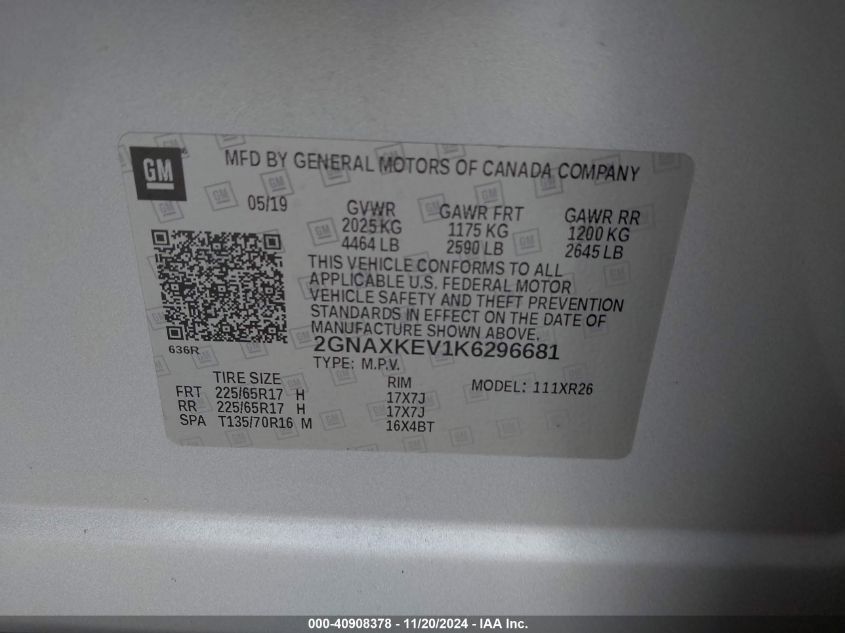 GM
MFD BY GENERAL MOTORS OF CANADA COMPANY
05/19
GVWR GAWR FRT GAWR RR
2025 KG 1175 KG 1200 KG
4464 LB 2590 LB 2645 LB
THIS VEHICLE CONFORMS TO ALL
APPLICABLE U.S. FEDERAL MOTOR
VEHICLE SAFETY AND THEFT PREVENTION
STANDARDS IN EFFECT ON THE DATE OF
MANUFACTURE SHOWN ABOVE.
636R
2GNAXKEV1K6296681
TYPE: M.P.V.
TIRE SIZE RIM MODEL: 111XR26
FRT 225/65R17 H 17X7J
RR 225/65R17 H 17X7J
SPA T135/70R16 M 16X4BT
000-40908378 - 11/20/2024 - IAA Inc.